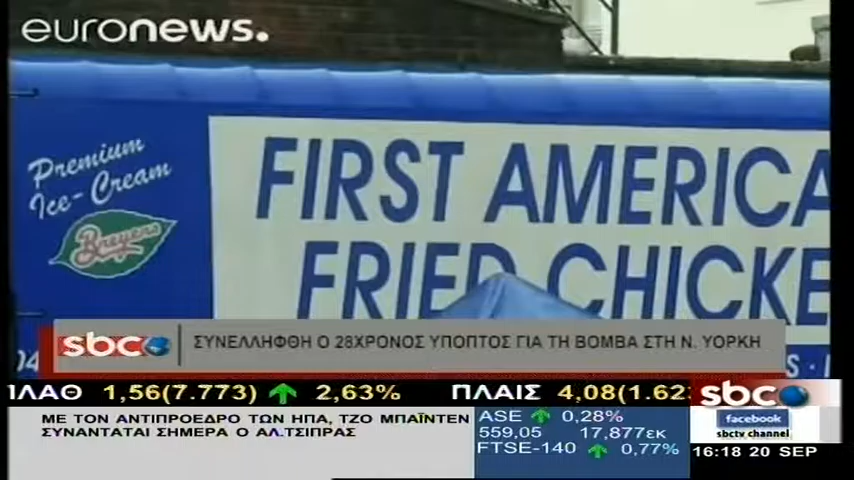 euronews.
Premium
Ice-Cream
Breyers
FIRST AMERICA
FRIED CHICKE
sbc
ΣΥΝΕΛΛΗΦΘΗ Ο 28ΧΡΟΝΟΣ ΥΠΟΠΤΟΣ ΓΙΑ ΤΗ ΒΟΜΒΑ ΣΤΗ Ν. ΥΟΡΚΗ
ΙΛΑΘ 1,56(7.773) 2,63% ΠΛΑΙΣ 4,08(1.62
sbc
ΜΕ ΤΟΝ ΑΝΤΙΠΡΟΕΔΡΟ ΤΩΝ ΗΠΑ, ΤΖΟ ΜΠΑΪΝΤΕΝ
ΣΥΝΑΝΤΑΤΑΙ ΣΗΜΕΡΑ Ο ΑΛ.ΤΣΙΠΡΑΣ
ASE 0,28%
559,05 17,877εκ
FTSE-140 0,77%
facebook
sbctv channel
16:18 20 SEP